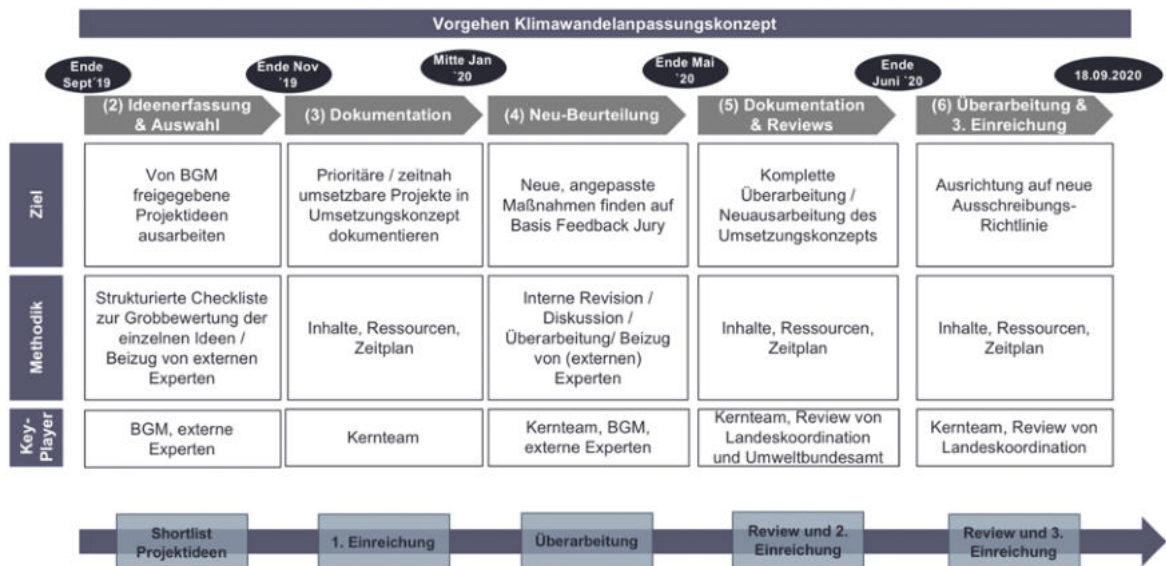 Vorgehen Klimawandelanpassungskonzept
Ende
Sept´19
Ende Nov
´19
Mitte Jan
`20
Ende Mai
`20
Ende
Juni `20
18.09.2020
(2) Ideenerfassung
& Auswahl
(3) Dokumentation
(4) Neu-Beurteilung
(5) Dokumentation
& Reviews
(6) Überarbeitung &
3. Einreichung
Ziel
Von BGM
freigegebene
Projektideen
ausarbeiten
Prioritäre / zeitnah
umsetzbare Projekte in
Umsetzungskonzept
dokumentieren
Neue, angepasste
Maßnahmen finden auf
Basis Feedback Jury
Komplette
Überarbeitung /
Neuausarbeitung des
Umsetzungskonzepts
Ausrichtung auf neue
Ausschreibungs-
Richtlinie
Methodik
Strukturierte Checkliste
zur Grobbewertung der
einzelnen Ideen /
Beizug von externen
Experten
Inhalte, Ressourcen,
Zeitplan
Interne Revision /
Diskussion /
Überarbeitung/ Beizug
von (externen)
Experten
Inhalte, Ressourcen,
Zeitplan
Inhalte, Ressourcen,
Zeitplan
Key-
Player
BGM, externe
Experten
Kernteam
Kernteam, BGM,
externe Experten
Kernteam, Review von
Landeskoordination
und Umweltbundesamt
Kernteam, Review von
Landeskoordination
Shortlist
Projektideen
1. Einreichung
Überarbeitung
Review und 2.
Einreichung
Review und 3.
Einreichung